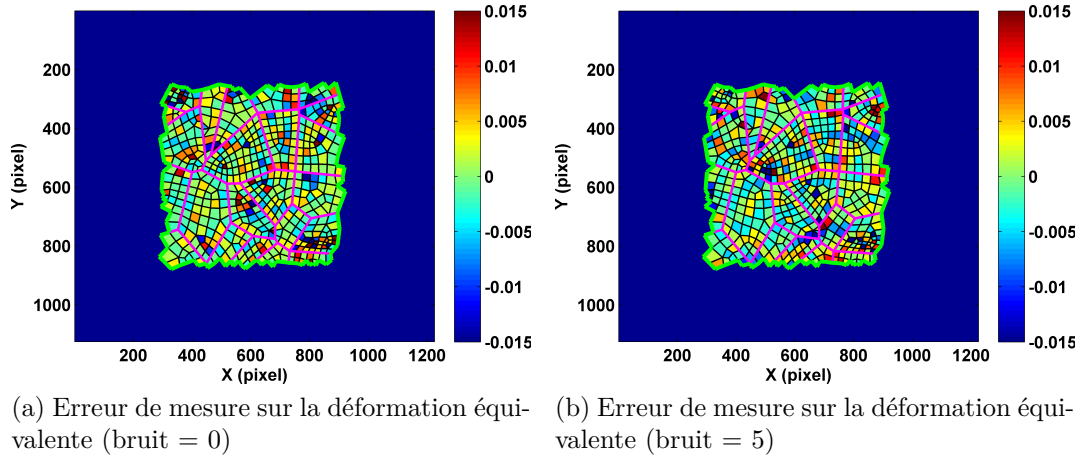 0.015
0.01
0.005
0
-0.005
-0.01
-0.015
200
400
600
800
1000
Y (pixel)
200 400 600 800 1000 1200
X (pixel)
(a) Erreur de mesure sur la déformation équi-
valente (bruit = 0)
0.015
0.01
0.005
0
-0.005
-0.01
-0.015
200
400
600
800
1000
Y (pixel)
200 400 600 800 1000 1200
X (pixel)
(b) Erreur de mesure sur la déformation équi-
valente (bruit = 5)